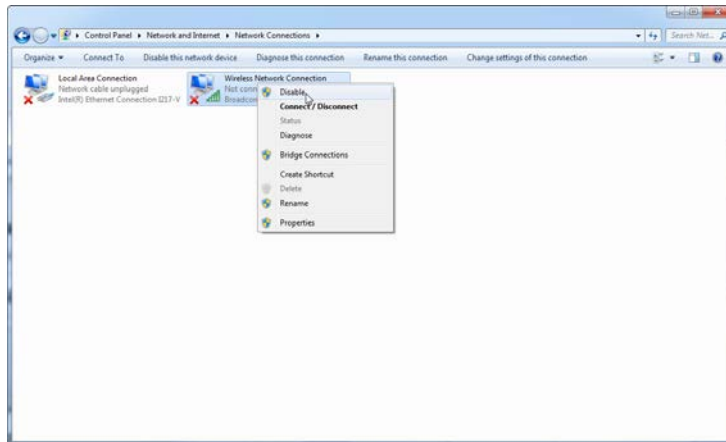 Control Panel ▸ Network and Internet ▸ Network Connections ▸
Search Net...
Organize
Connect To
Disable this network device
Diagnose this connection
Rename this connection
Change settings of this connection
Local Area Connection
Network cable unplugged
Intel(R) Ethernet Connection I217-V
Wireless Network Connection
Not conn
Broadcon
Disable
Connect / Disconnect
Status
Diagnose
Bridge Connections
Create Shortcut
Delete
Rename
Properties